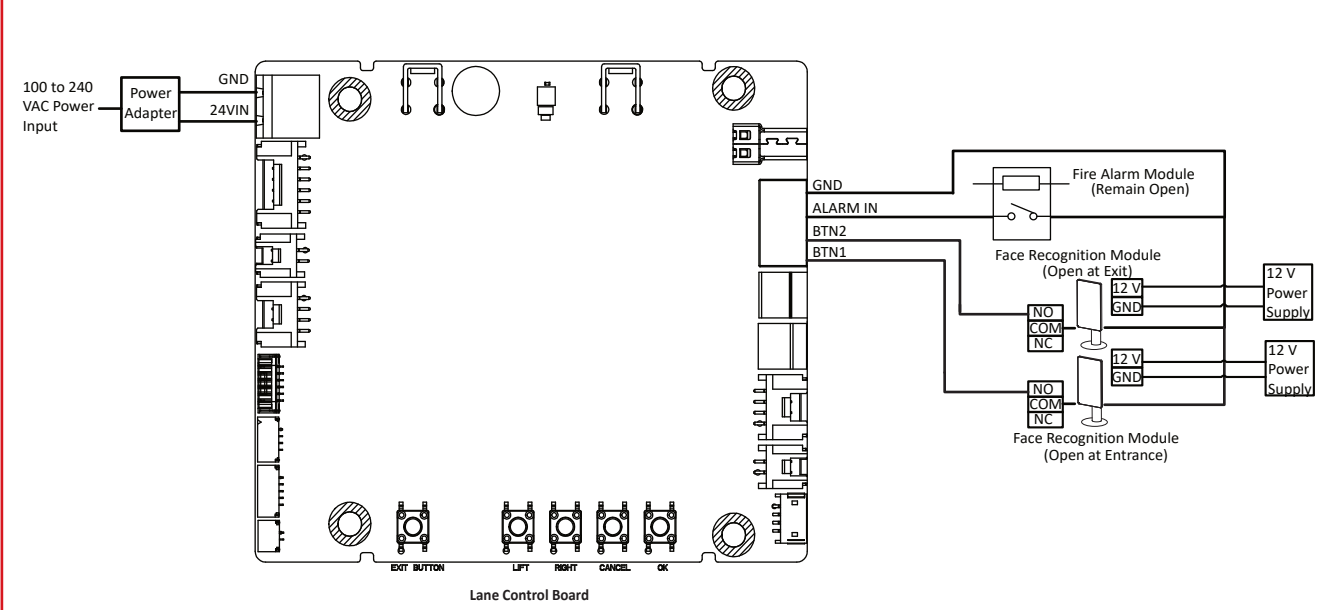 100 to 240
VAC Power
Input
Power
Adapter
GND
24VIN
GND
ALARM IN
BTN2
BTN1
Fire Alarm Module
(Remain Open)
Face Recognition Module
(Open at Exit)
12 V
GND
12 V
Power
Supply
NO
COM
NC
12 V
GND
12 V
Power
Supply
NO
COM
NC
Face Recognition Module
(Open at Entrance)
EXIT BUTTON
LIFT
RIGHT
CANCEL
OK
Lane Control Board